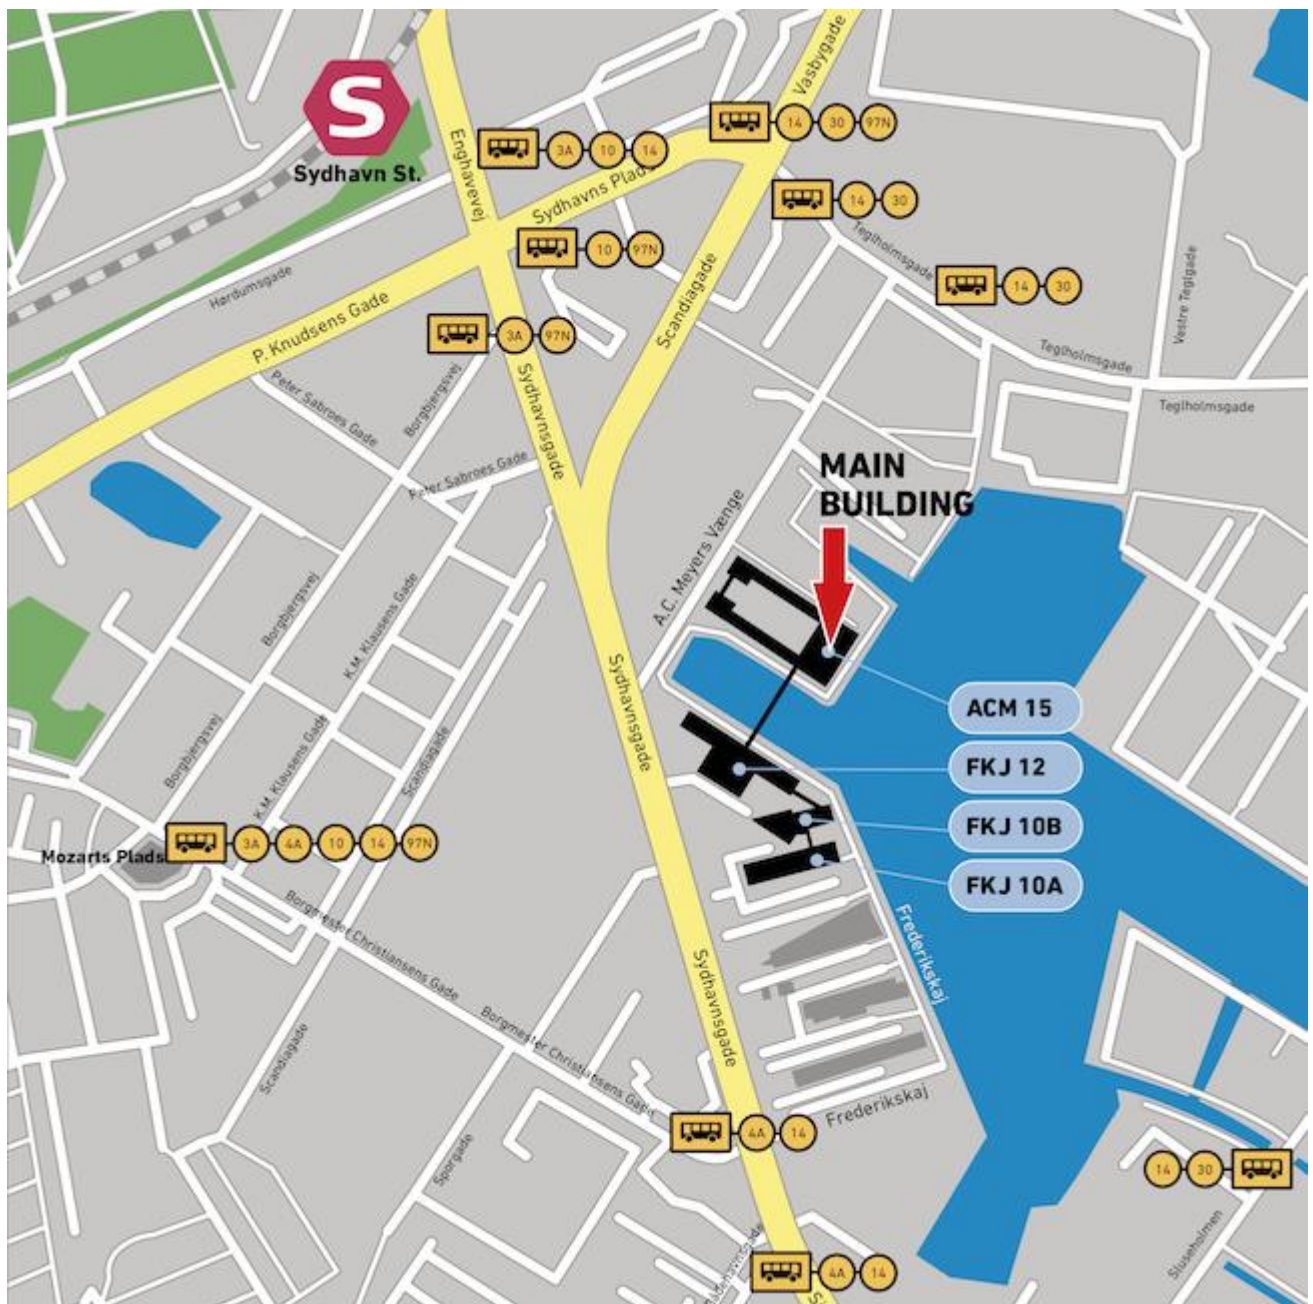 S
Sydhavn St.
Enghavevej
3A 10 14
14 30 97N
Vasbygade
Sydhavns Plads
14 30
10 97N
Teglholmsgade
14 30
Hørdumsgade
P. Knudsens Gade
3A 97N
Scandiagade
Vestre Teglgade
Teglholmsgade
Teglholmsgade
Peter Sabroes Gade
Borgbjergsvej
Sydhavnsgade
Peter Sabroes Gade
MAIN
BUILDING
A.C. Meyers Vænge
Borgbjergsvej
K.M. Klausens Gade
Sydhavnsgade
ACM 15
FKJ 12
FKJ 10B
FKJ 10A
Borgbjergsvej
K.M. Klausens Gade
Scandiagade
Mozarts Plads
3A 4A 10 14 97N
Borgmester Christiansens Gade
Frederikskaj
Sydhavnsgade
Borgmester Christiansens Gade
Scandiagade
Frederikskaj
4A 14
Sporgade
14 30
Sluseholmen
4A 14